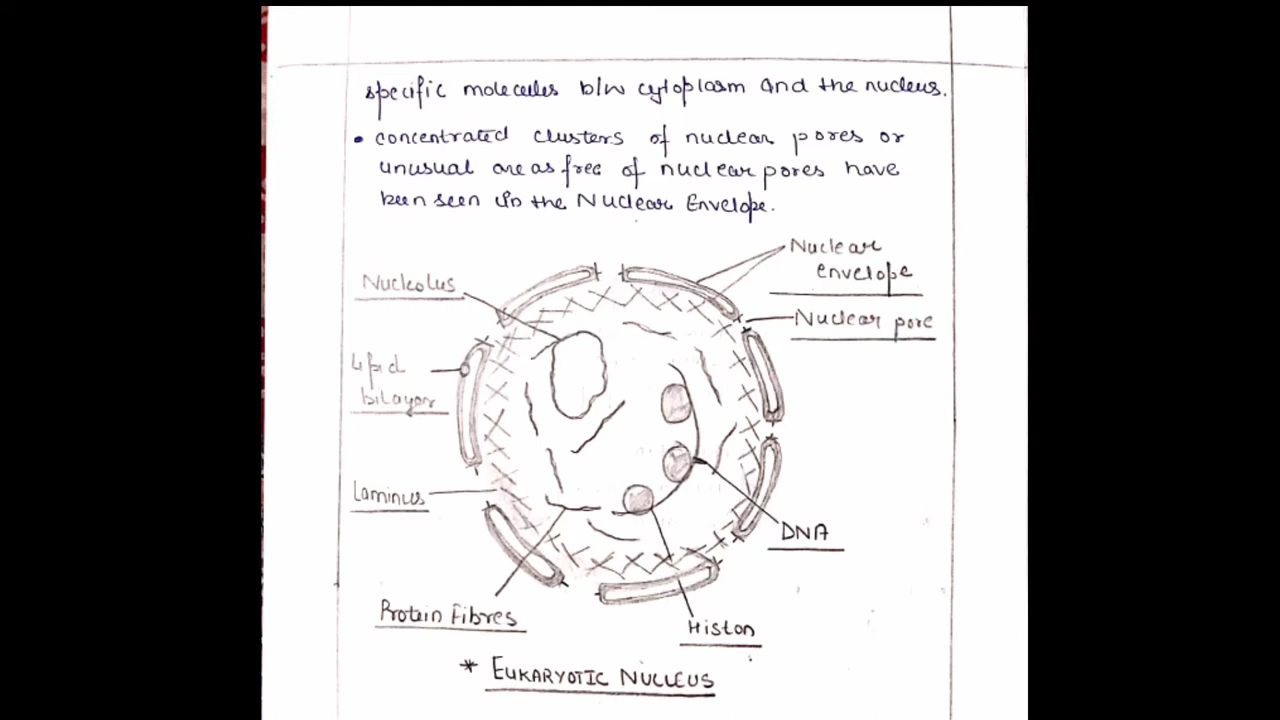 specific molecules b/w cytoplasm and the nucleus.
• concentrated clusters of nuclear pores or
unusual areas free of nuclear pores have
been seen in the Nuclear Envelope.
Nuclear
envelope
Nucleolus
Nuclear pore
Lipid
bilayer
Laminus
DNA
Protein Fibres
Histon
* EUKARYOTIC NUCLEUS